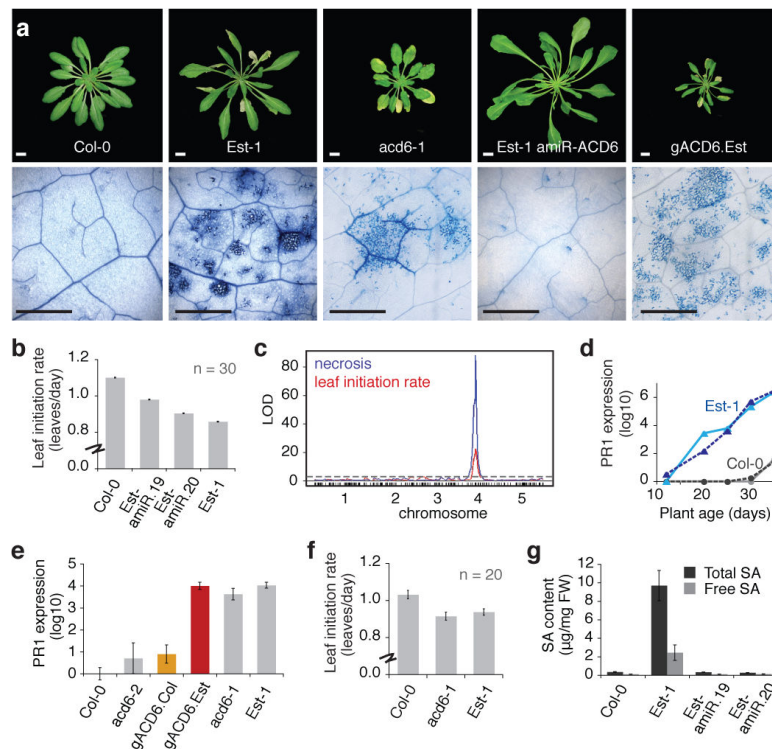 a
Col-0
Est-1
acd6-1
Est-1 amiR-ACD6
gACD6.Est
b
Leaf initiation rate
(leaves/day)
1.2
1.0
0.8
0.0
n = 30
Col-0
Est-
amiR.19
Est-
amiR.20
Est-1
c
LOD
80
60
40
20
0
necrosis
leaf initiation rate
1 2 3 4 5
chromosome
d
PR1 expression
(log10)
6
4
2
0
Est-1
Col-0
10 20 30
Plant age (days)
e
PR1 expression
(log10)
5
4
3
2
1
0
Col-0
acd6-2
gACD6.Col
gACD6.Est
acd6-1
Est-1
f
Leaf initiation rate
(leaves/day)
1.2
1.0
0.8
0.0
n = 20
Col-0
acd6-1
Est-1
g
SA content
(µg/mg FW)
12
10
8
6
4
2
0
Total SA
Free SA
Col-0
Est-1
Est-
amiR.19
Est-
amiR.20